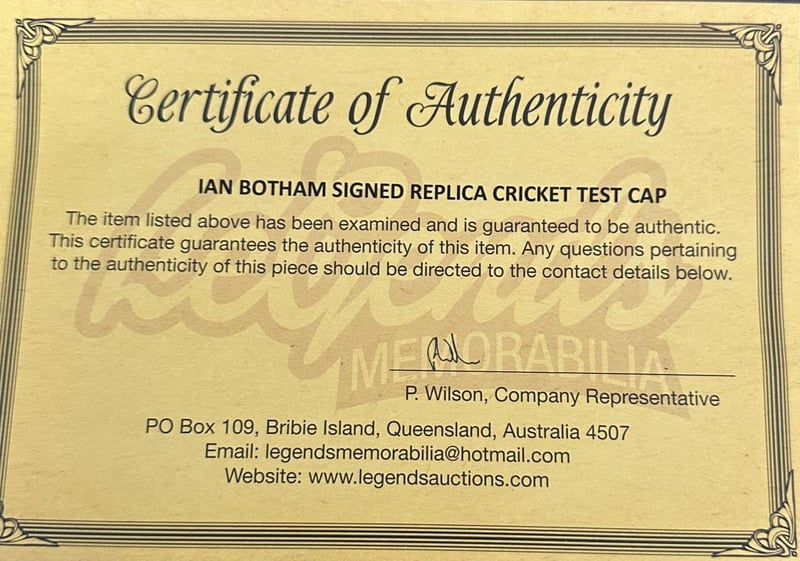 Certificate of Authenticity
IAN BOTHAM SIGNED REPLICA CRICKET TEST CAP
The item listed above has been examined and is guaranteed to be authentic.
This certificate guarantees the authenticity of this item. Any questions pertaining
to the authenticity of this piece should be directed to the contact details below.
Legends
MEMORABILIA
P. Wilson, Company Representative
PO Box 109, Bribie Island, Queensland, Australia 4507
Email: legendsmemorabilia@hotmail.com
Website: www.legendsauctions.com